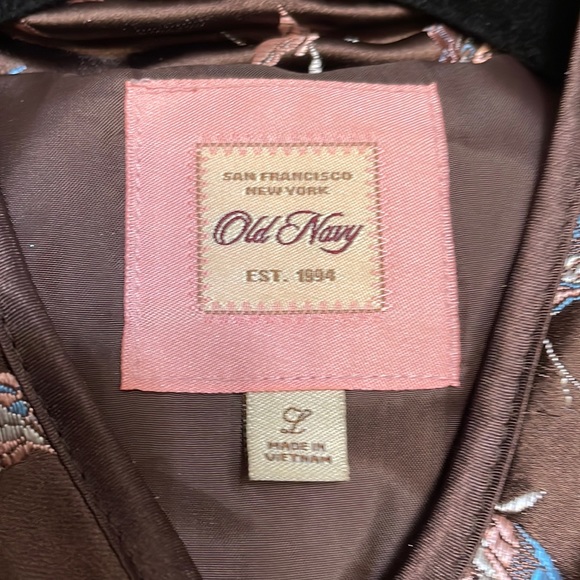 SAN FRANCISCO
NEW YORK
Old Navy
EST. 1994
L
MADE IN
VIETNAM